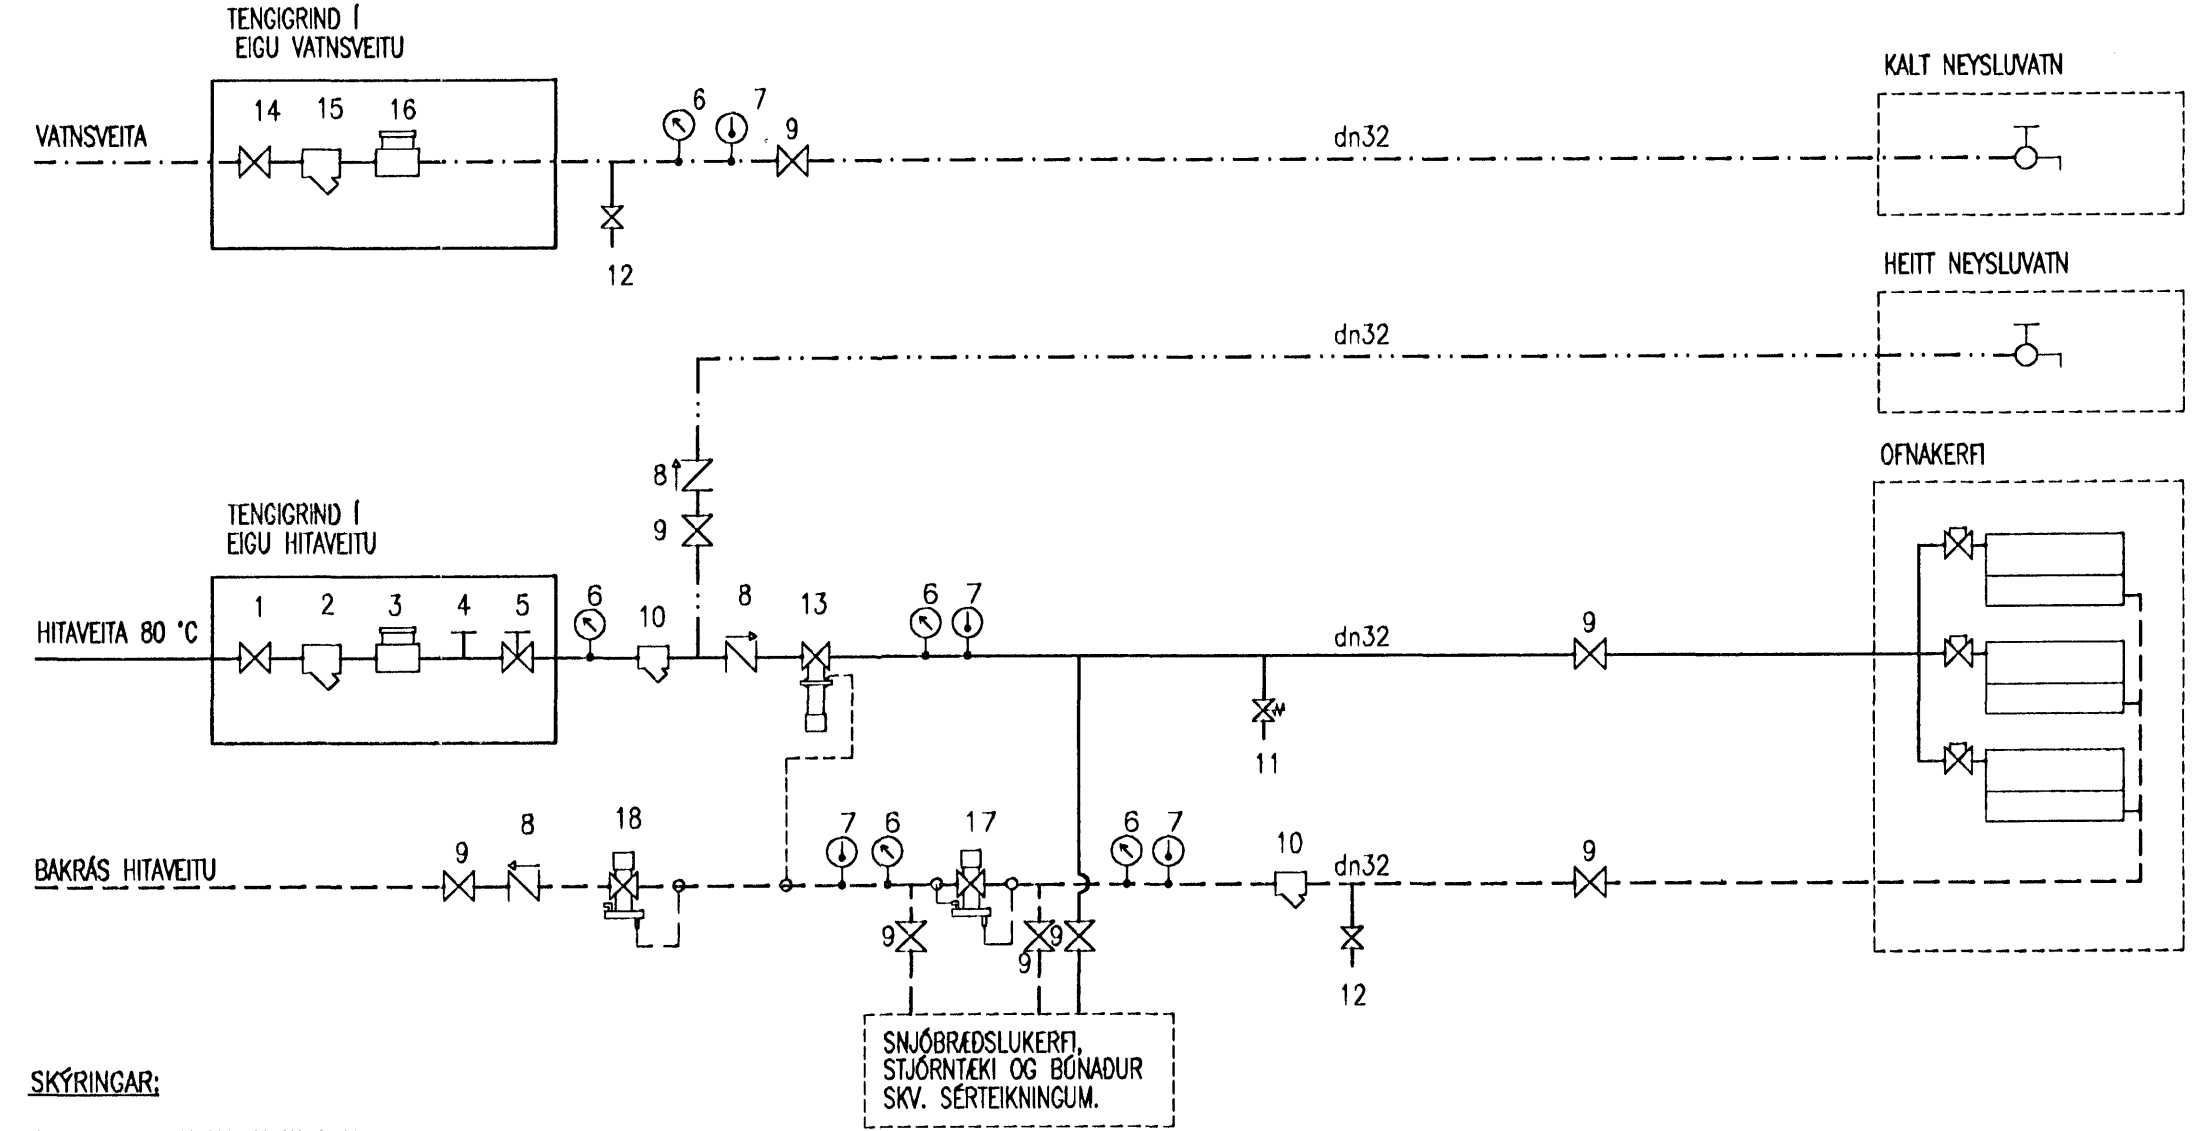 TENGIGRIND Í
EIGU VATNSVEITU
KALT NEYSLUVATN
14 15 16
6 7 9
VATNSVEITA
dn32
12
HEITT NEYSLUVATN
dn32
OFNAKERFI
8
9
TENGIGRIND Í
EIGU HITAVEITU
1 2 3 4 5
6 10 8 13 6 7
9
HITAVEITA 80 °C
dn32
11
9 8 18 7 6 17 6 7 10
9
BAKRÁS HITAVEITU
dn32
9 9
9
12
SNJÓBRÆÐSLUKERFI,
STJÓRNTÆKI OG BÚNAÐUR
SKV. SÉRTEIKNINGUM.
SKÝRINGAR;